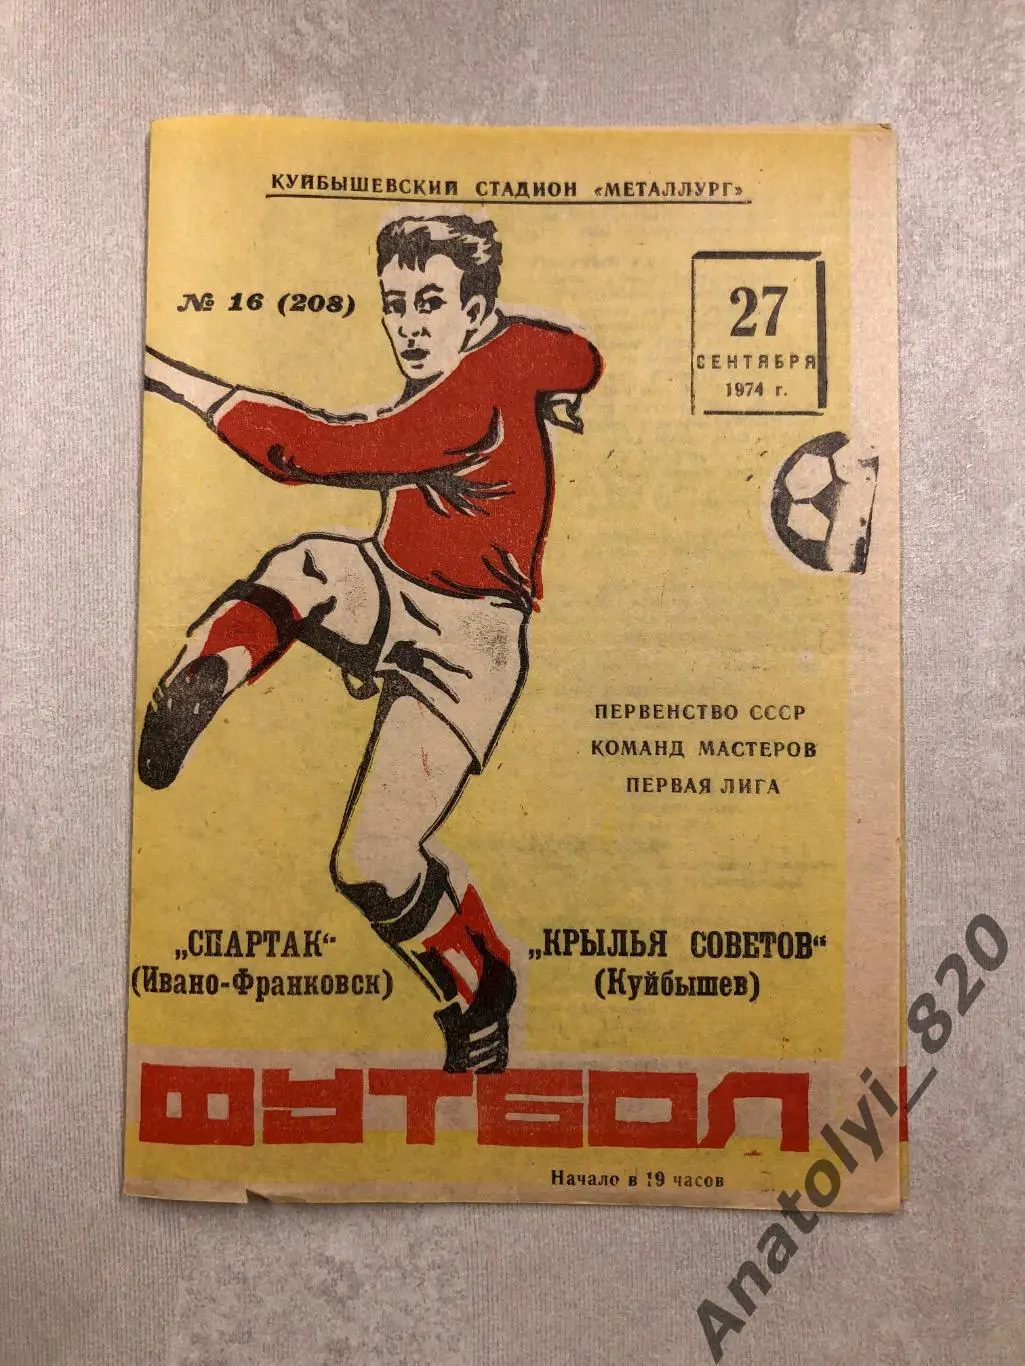 КУЙБЫШЕВСКИЙ СТАДИОН «МЕТАЛЛУРГ»
№ 16 (208)
27
СЕНТЯБРЯ
1974 г.
ПЕРВЕНСТВО СССР
КОМАНД МАСТЕРОВ
ПЕРВАЯ ЛИГА
„СПАРТАК“
(Ивано-Франковск)
„КРЫЛЬЯ СОВЕТОВ“
(Куйбышев)
ФУТБОЛ
Начало в 19 часов
Anatolyi_820